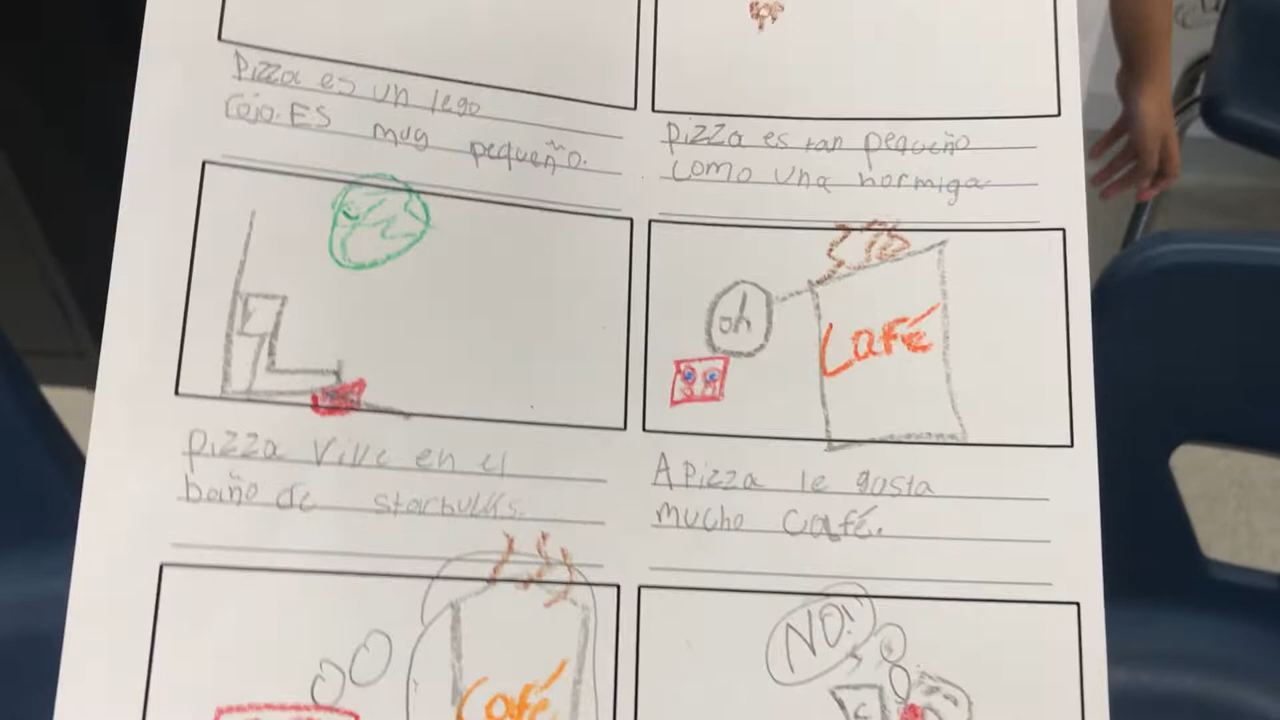 Pizza es un lego
rojo. ES muy pequeño.
pizza es tan pequeño
como una hormiga
pizza vive en el
baño de starbucks.
oh
Café
A Pizza le gusta
mucho café.
Café
NO!
C